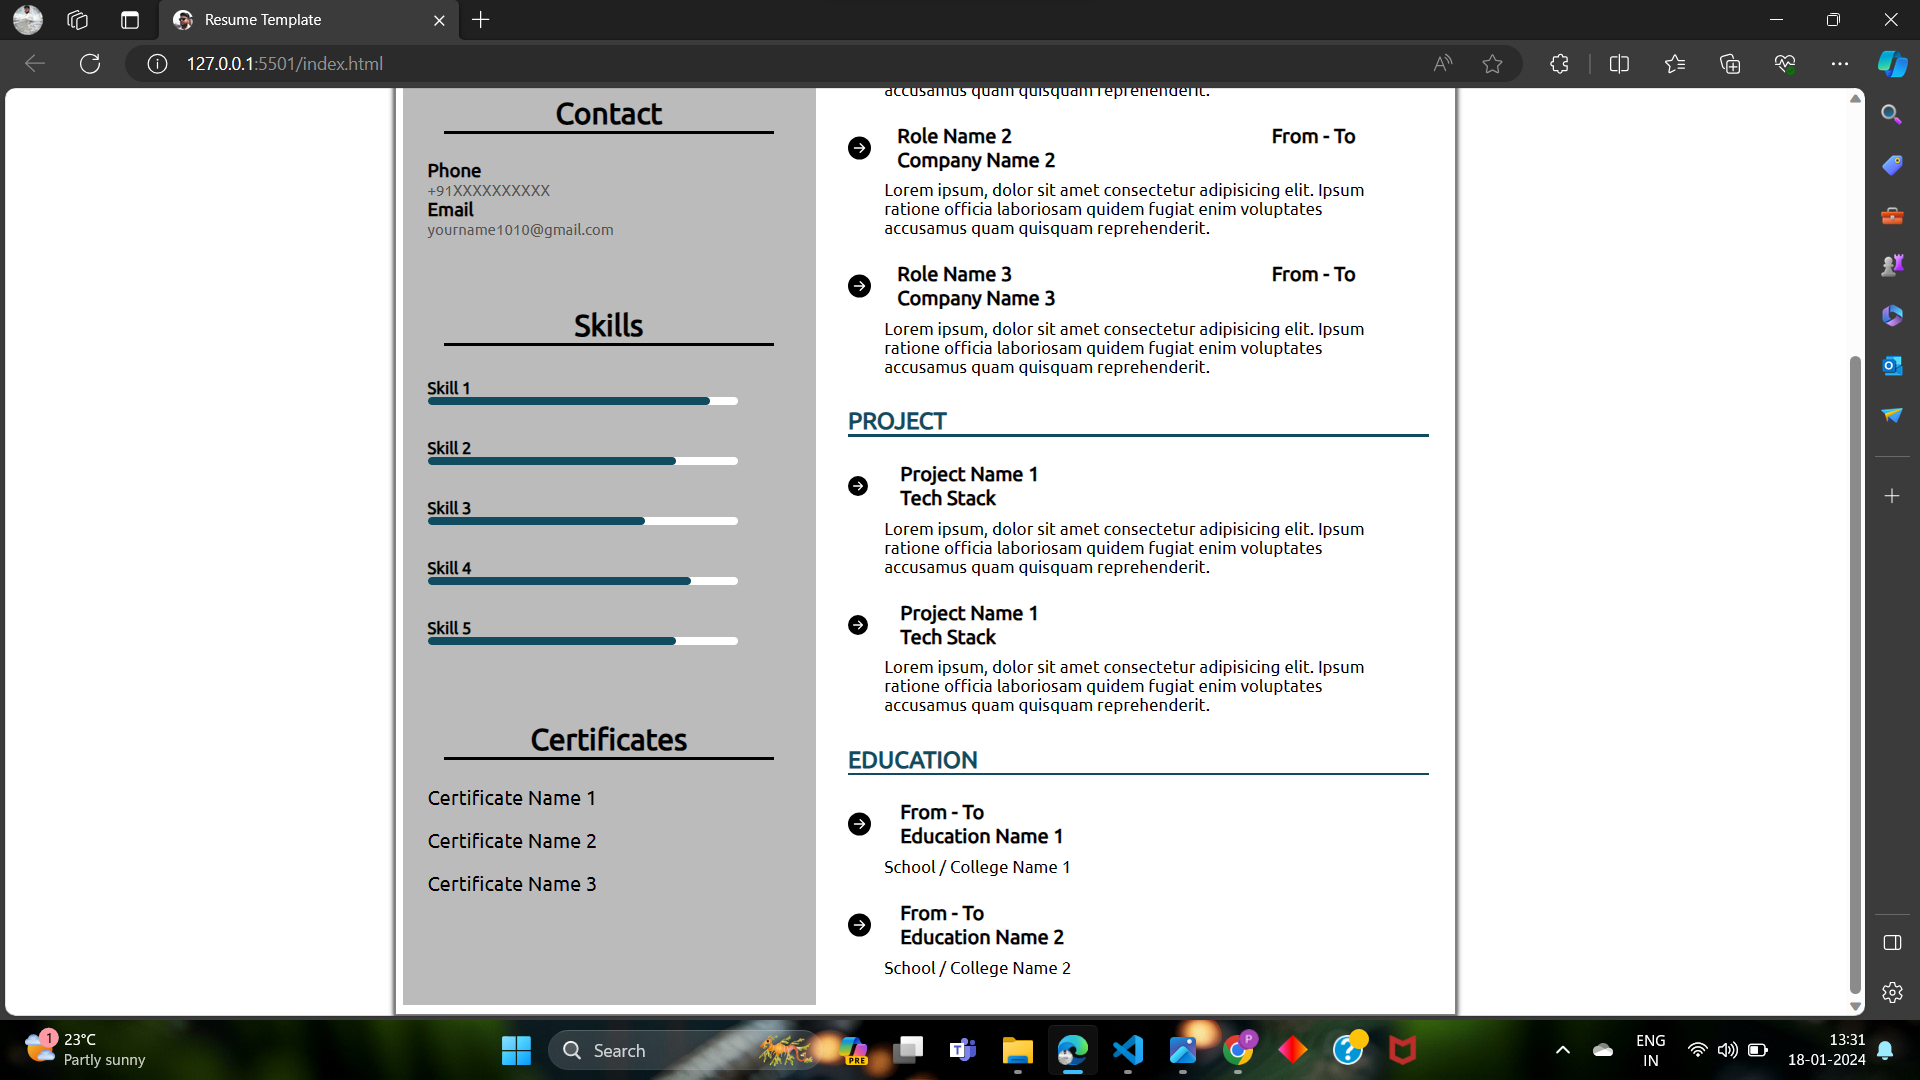 Resume Template
127.0.0.1:5501/index.html
Contact
Phone
+91XXXXXXXXXX
Email
yourname1010@gmail.com
Skills
Skill 1
Skill 2
Skill 3
Skill 4
Skill 5
Certificates
Certificate Name 1
Certificate Name 2
Certificate Name 3
accusamus quam quisquam reprehenderit.
Role Name 2 From - To
Company Name 2
Lorem ipsum, dolor sit amet consectetur adipisicing elit. Ipsum
ratione officia laboriosam quidem fugiat enim voluptates
accusamus quam quisquam reprehenderit.
Role Name 3 From - To
Company Name 3
Lorem ipsum, dolor sit amet consectetur adipisicing elit. Ipsum
ratione officia laboriosam quidem fugiat enim voluptates
accusamus quam quisquam reprehenderit.
PROJECT
Project Name 1
Tech Stack
Lorem ipsum, dolor sit amet consectetur adipisicing elit. Ipsum
ratione officia laboriosam quidem fugiat enim voluptates
accusamus quam quisquam reprehenderit.
Project Name 1
Tech Stack
Lorem ipsum, dolor sit amet consectetur adipisicing elit. Ipsum
ratione officia laboriosam quidem fugiat enim voluptates
accusamus quam quisquam reprehenderit.
EDUCATION
From - To
Education Name 1
School / College Name 1
From - To
Education Name 2
School / College Name 2
1
23°C
Partly sunny
Search
PRE
P
ENG
IN
13:31
18-01-2024